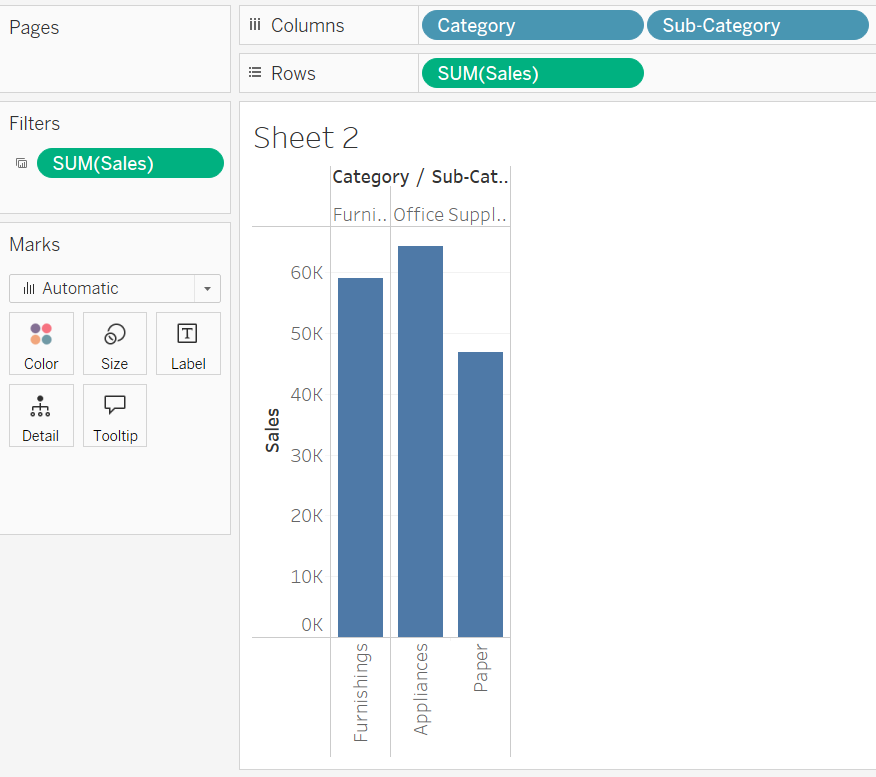 Pages
Columns
Category
Sub-Category
Rows
SUM(Sales)
Filters
SUM(Sales)
Marks
Automatic
Color
Size
Label
Detail
Tooltip
Sheet 2
Category / Sub-Cat..
Furni..
Office Suppl..
Sales
60K
50K
40K
30K
20K
10K
0K
Furnishings
Appliances
Paper